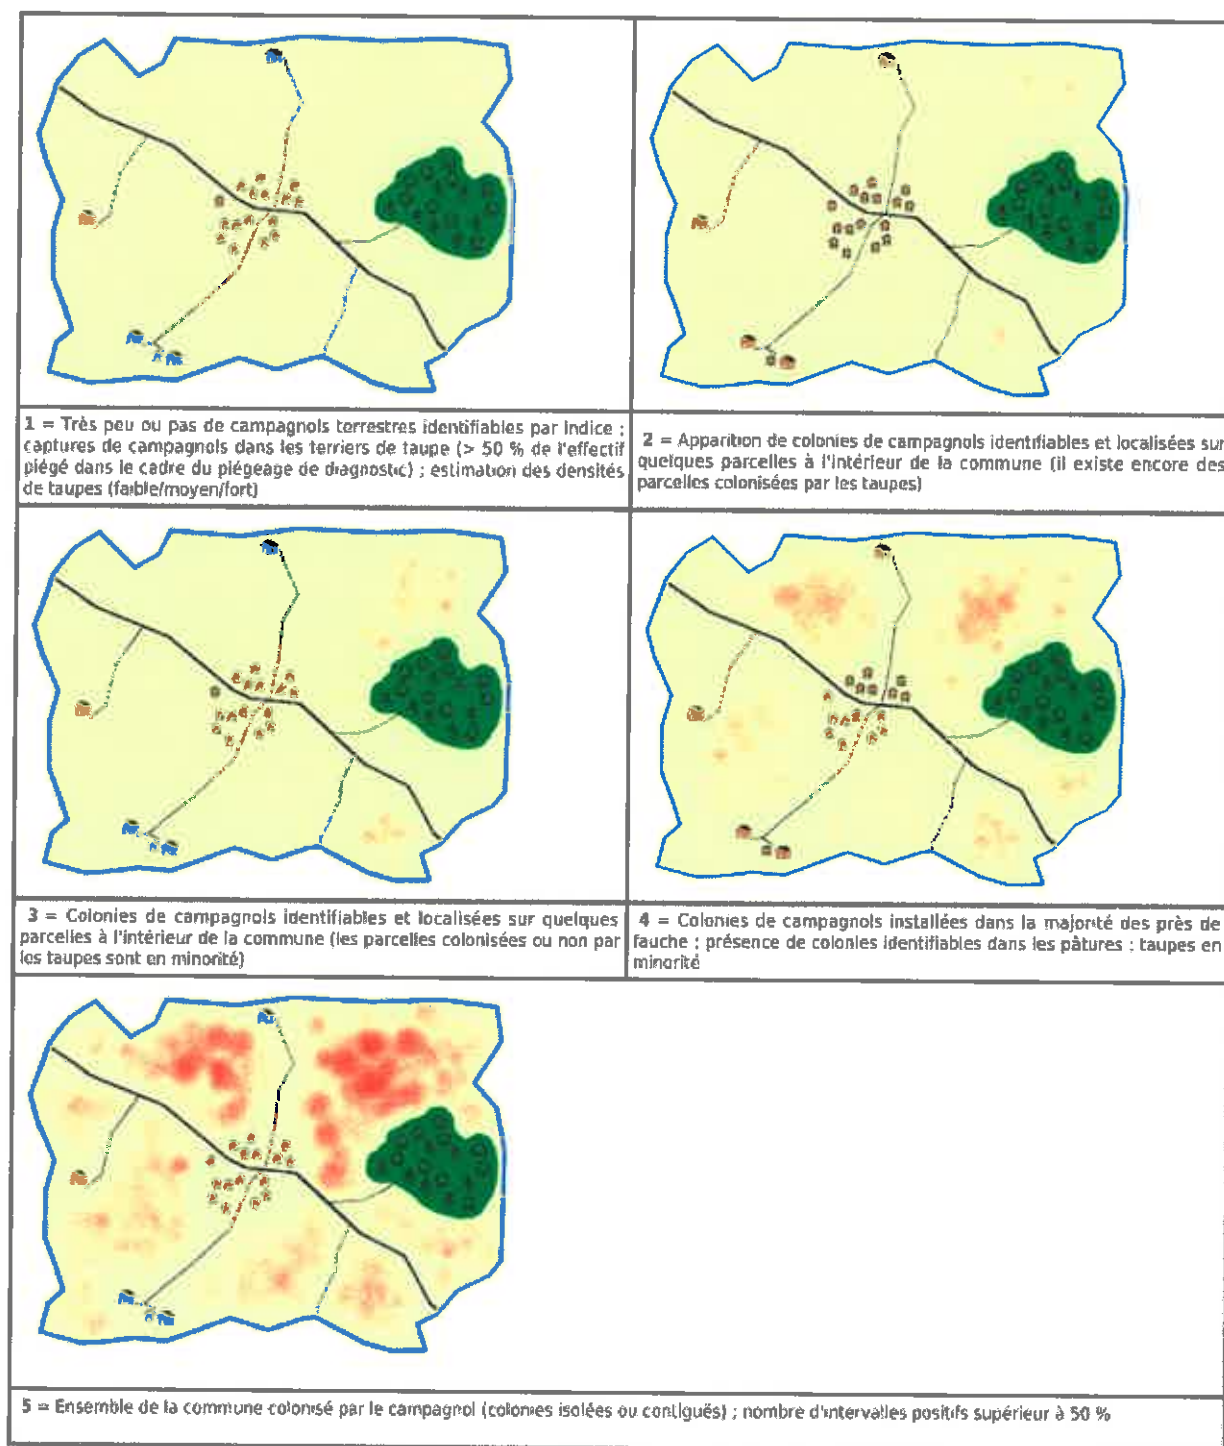 1 = Très peu ou pas de campagnols terrestres identifiables par indice ;
captures de campagnols dans les terriers de taupe (> 50 % de l'effectif
piégé dans le cadre du piégeage de diagnostic) ; estimation des densités
de taupes (faible/moyen/fort)
2 = Apparition de colonies de campagnols identifiables et localisées sur
quelques parcelles à l'intérieur de la commune (il existe encore des
parcelles colonisées par les taupes)
3 = Colonies de campagnols identifiables et localisées sur quelques
parcelles à l'intérieur de la commune (les parcelles colonisées ou non par
les taupes sont en minorité)
4 = Colonies de campagnols installées dans la majorité des près de
fauche ; présence de colonies identifiables dans les pâtures ; taupes en
minorité
5 = Ensemble de la commune colonisé par le campagnol (colonies isolées ou contiguës) ; nombre d'intervalles positifs supérieur à 50 %